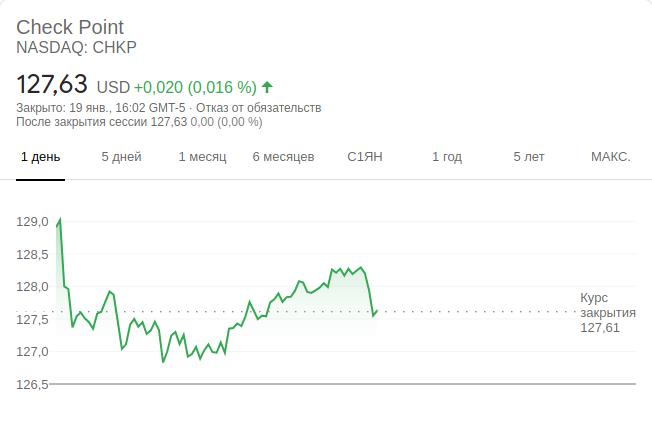 Check Point
NASDAQ: CHKP
127,63 USD +0,020 (0,016 %)
Закрыто: 19 янв., 16:02 GMT-5 · Отказ от обязательств
После закрытия сессии 127,63 0,00 (0,00 %)
1 день 5 дней 1 месяц 6 месяцев С1ЯН 1 год 5 лет МАКС.
129,0
128,5
128,0
127,5
127,0
126,5
Курс
закрытия
127,61